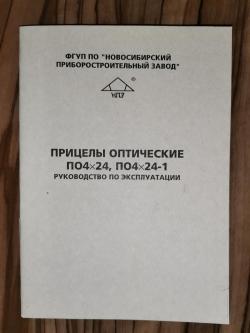 ФГУП ПО "НОВОСИБИРСКИЙ
ПРИБОРОСТРОИТЕЛЬНЫЙ ЗАВОД"
®
НПЗ
ПРИЦЕЛЫ ОПТИЧЕСКИЕ
ПО4×24, ПО4×24-1
РУКОВОДСТВО ПО ЭКСПЛУАТАЦИИ